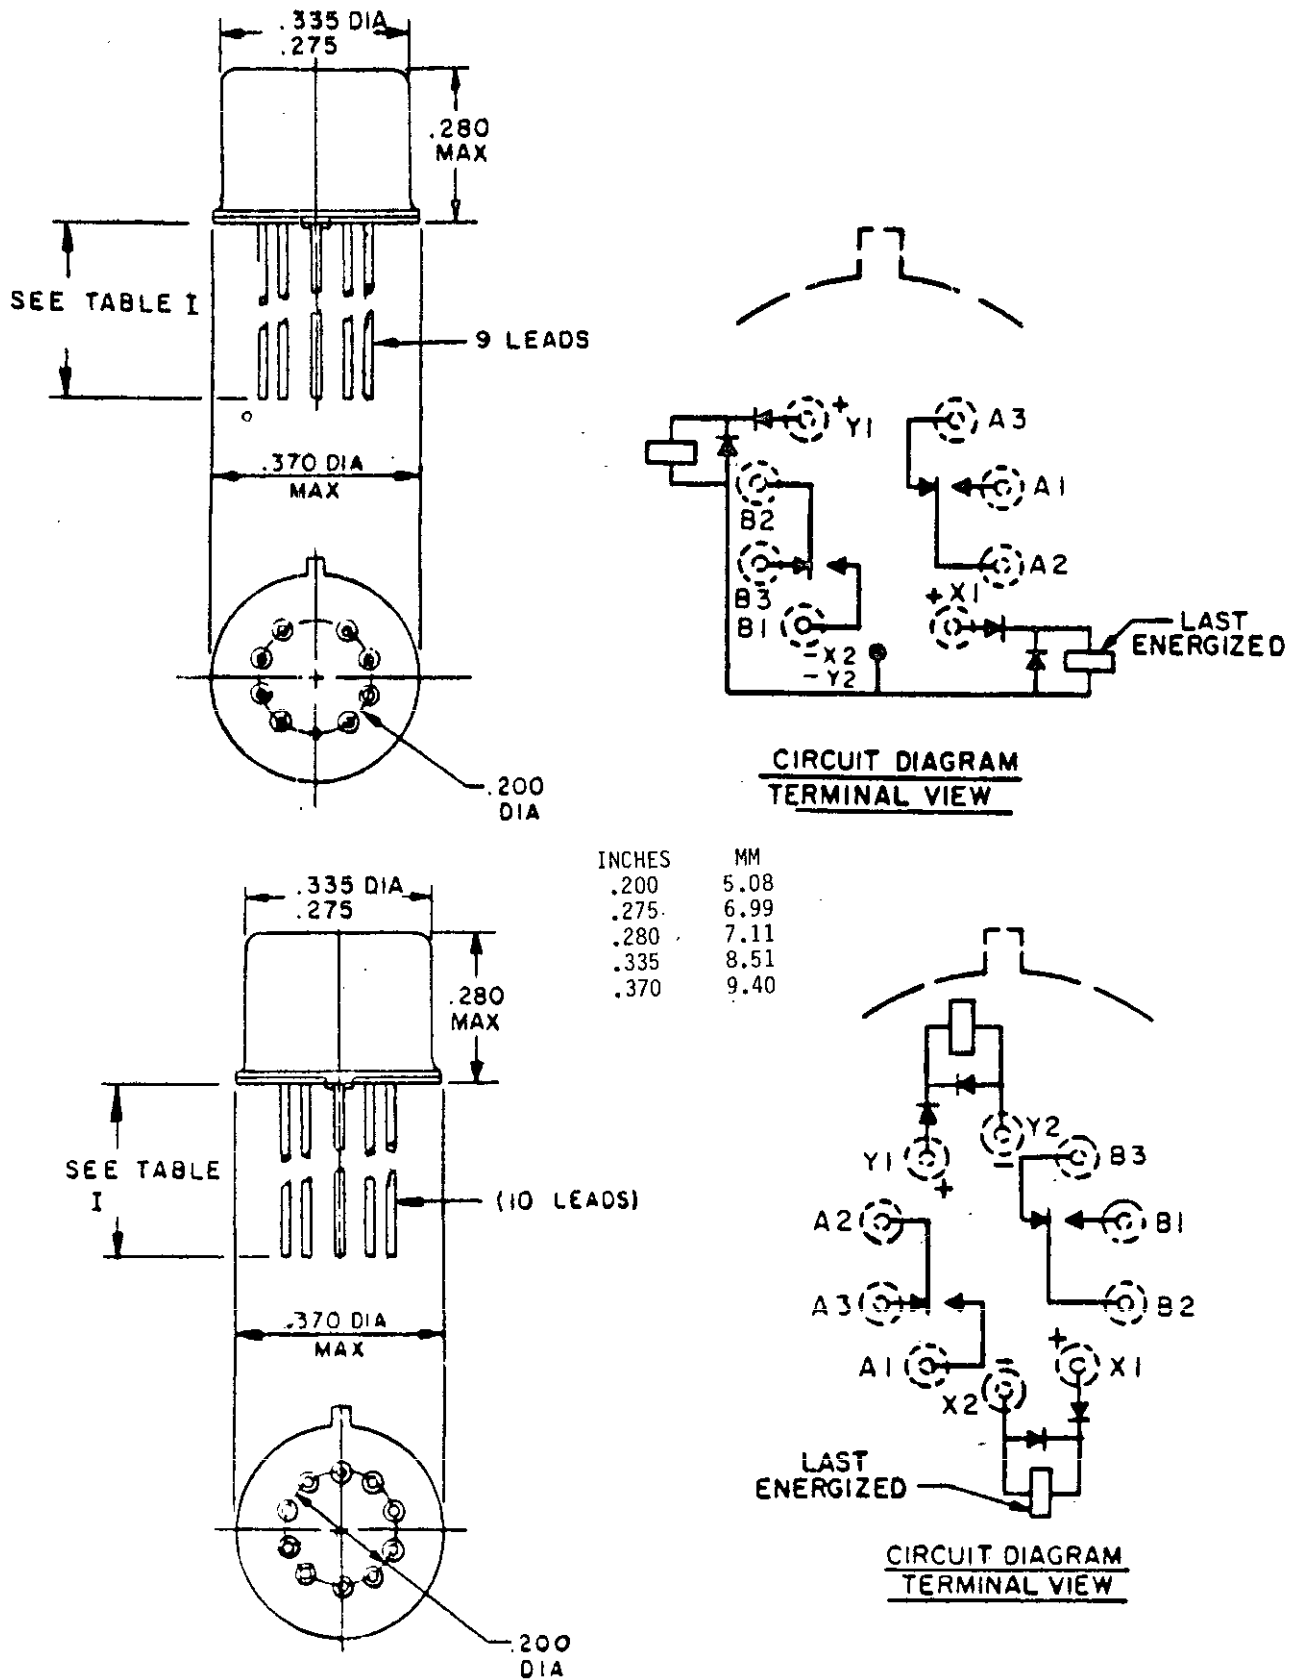 .335 DIA
.275
.280
MAX
SEE TABLE I
9 LEADS
.370 DIA
MAX
.200
DIA
+
Y1
A3
B2
A1
B3
A2
B1
+ X1
-X2
-Y2
LAST
ENERGIZED
CIRCUIT DIAGRAM
TERMINAL VIEW
INCHES MM
.200 5.08
.275 6.99
.280 7.11
.335 8.51
.370 9.40
.335 DIA
.275
.280
MAX
SEE TABLE
I
(10 LEADS)
.370 DIA
MAX
.200
DIA
Y2
-
Y1
+
B3
A2
B1
A3
B2
A1
-
+
X1
X2
LAST
ENERGIZED
CIRCUIT DIAGRAM
TERMINAL VIEW